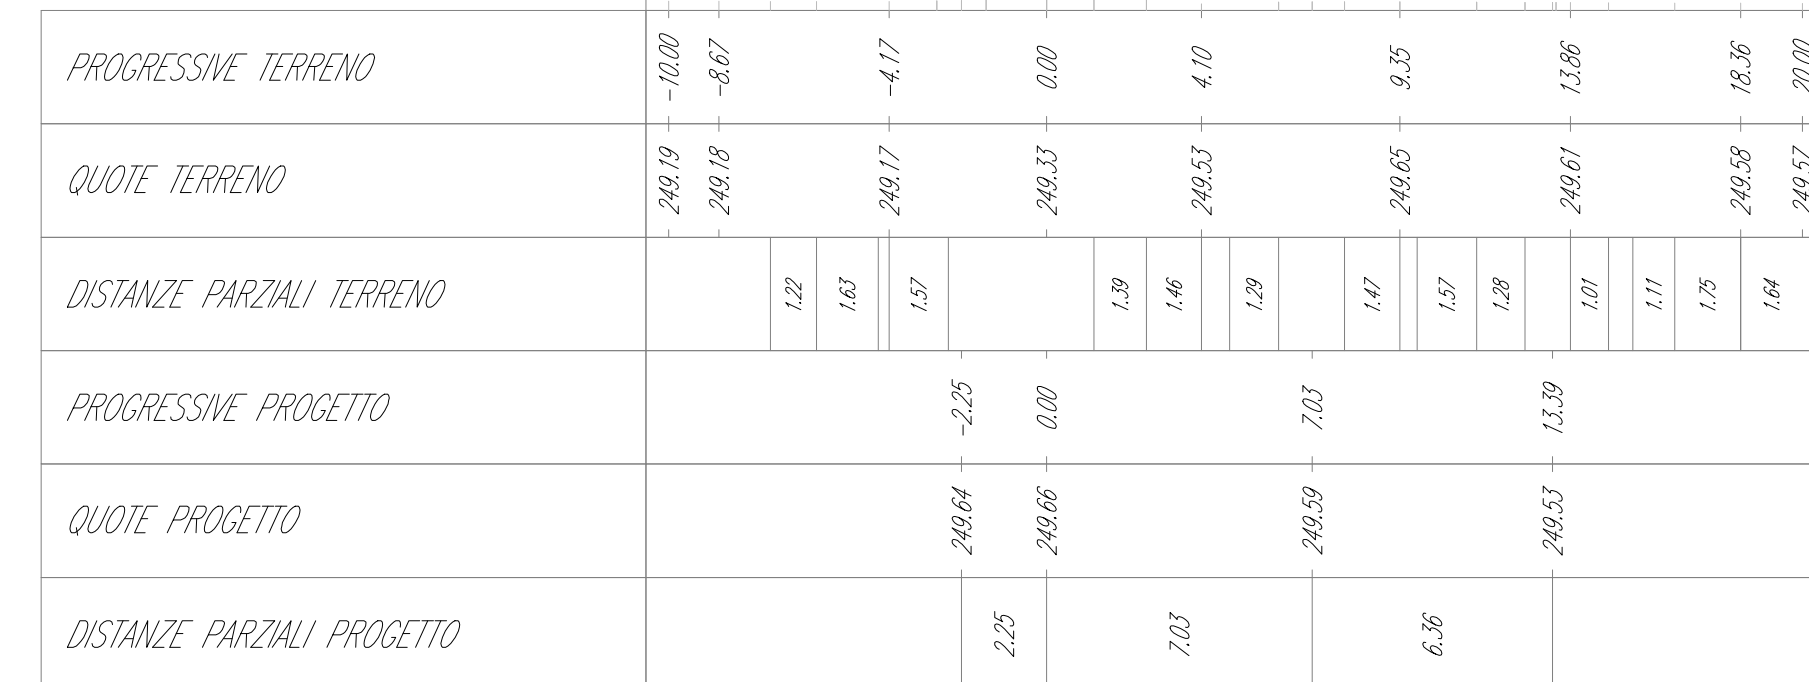 PROGRESSIVE TERRENO -10.00 -8.67 -4.17 0.00 4.10 9.35 13.86 18.36 20.00
QUOTE TERRENO 249.19 249.18 249.17 249.33 249.53 249.65 249.61 249.58 249.57
DISTANZE PARZIALI TERRENO 1.22 1.63 1.57 1.39 1.46 1.29 1.47 1.57 1.28 1.01 1.11 1.75 1.64
PROGRESSIVE PROGETTO -2.25 0.00 7.03 13.39
QUOTE PROGETTO 249.64 249.66 249.59 249.53
DISTANZE PARZIALI PROGETTO 2.25 7.03 6.36